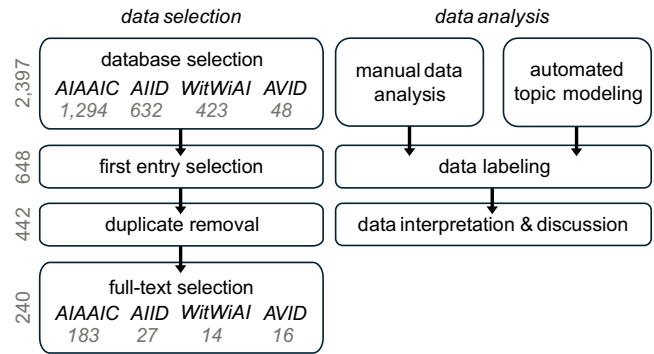 data selection
2,397
database selection
AIAAIC AIID WitWiAI AVID
1,294 632 423 48
648
first entry selection
442
duplicate removal
240
full-text selection
AIAAIC AIID WitWiAI AVID
183 27 14 16
data analysis
manual data
analysis
automated
topic modeling
data labeling
data interpretation & discussion